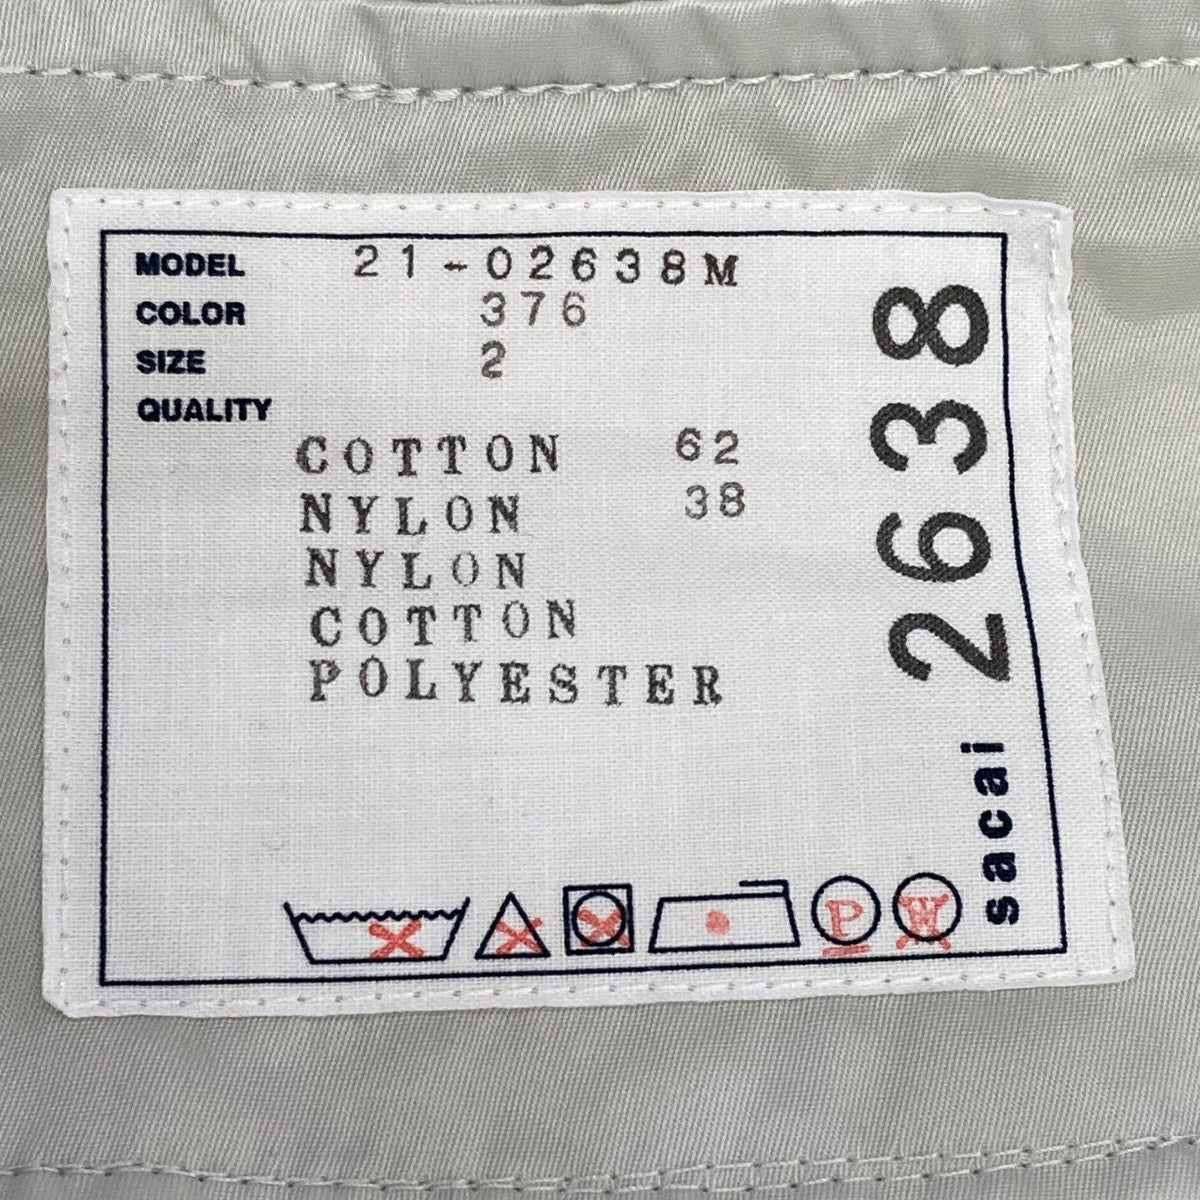 MODEL 21-02638M
COLOR 376
SIZE 2
QUALITY
COTTON 62
NYLON 38
NYLON
COTTON
POLYESTER
P
W
sacai 2638